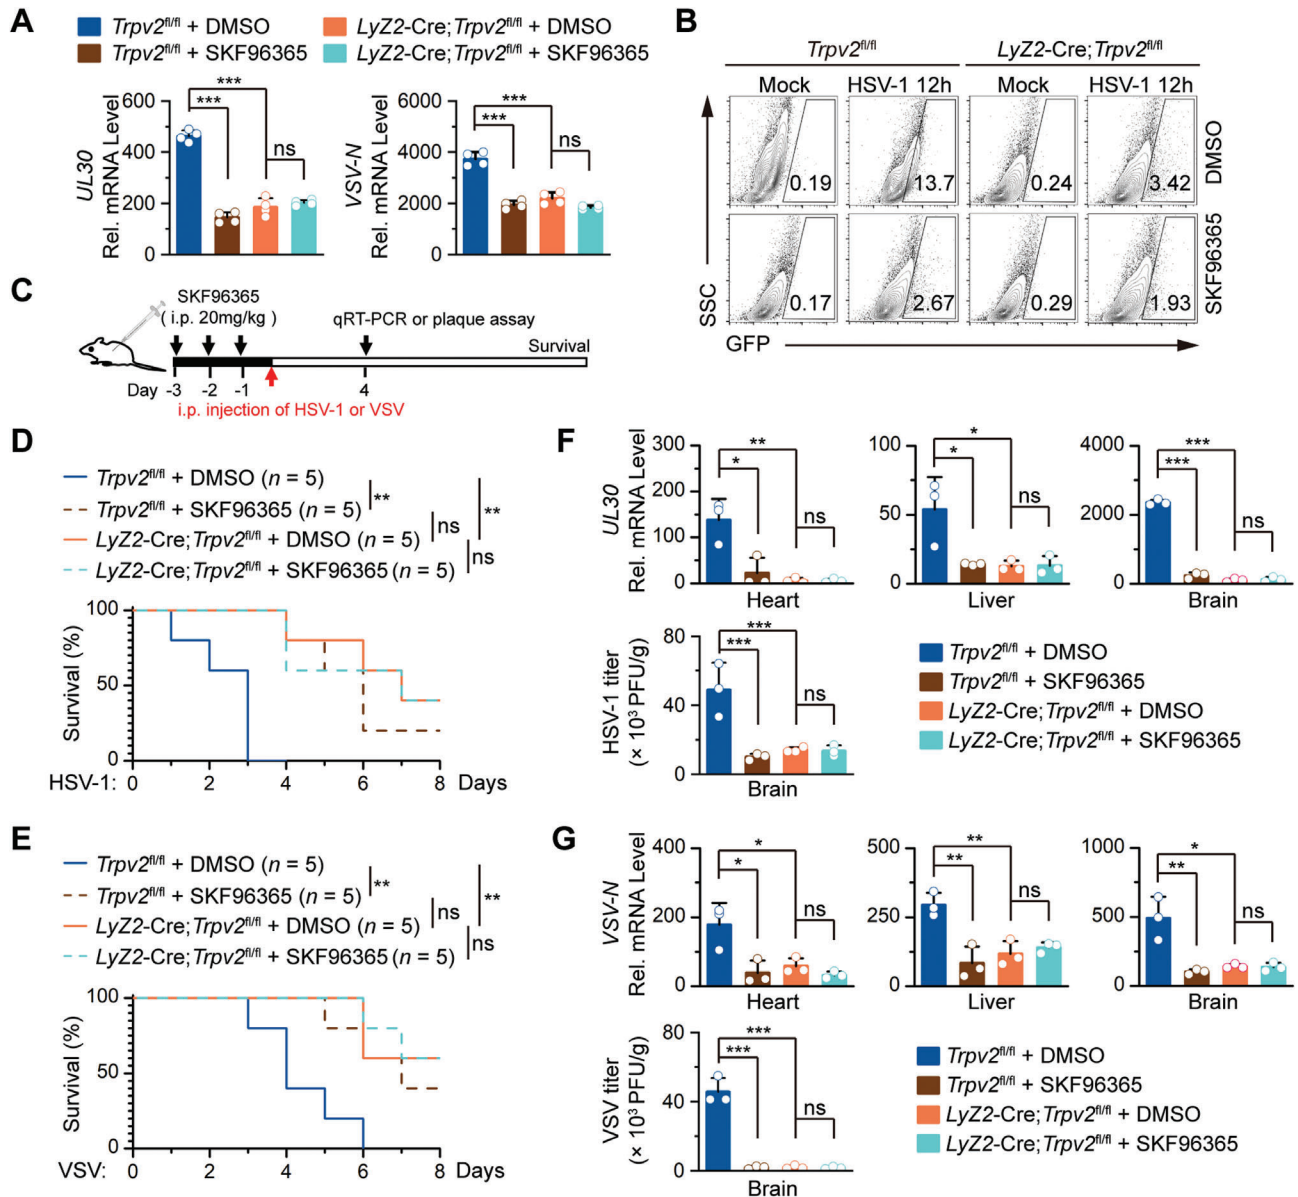 A
Trpv2fl/fl + DMSO
LyZ2-Cre;Trpv2fl/fl + DMSO
Trpv2fl/fl + SKF96365
LyZ2-Cre;Trpv2fl/fl + SKF96365
UL30
Rel. mRNA Level
600
400
200
0
***
***
ns
VSV-N
Rel. mRNA Level
6000
4000
2000
0
***
***
ns
B
Trpv2fl/fl
LyZ2-Cre;Trpv2fl/fl
Mock
HSV-1 12h
Mock
HSV-1 12h
0.19
13.7
0.24
3.42
DMSO
0.17
2.67
0.29
1.93
SKF96365
SSC
GFP
C
SKF96365
( i.p. 20mg/kg )
qRT-PCR or plaque assay
Survival
Day -3 -2 -1 4
i.p. injection of HSV-1 or VSV
D
Trpv2fl/fl + DMSO (n = 5)
Trpv2fl/fl + SKF96365 (n = 5)
LyZ2-Cre;Trpv2fl/fl + DMSO (n = 5)
LyZ2-Cre;Trpv2fl/fl + SKF96365 (n = 5)
**
ns
**
ns
Survival (%)
100
50
0
HSV-1: 0 2 4 6 8 Days
E
Trpv2fl/fl + DMSO (n = 5)
Trpv2fl/fl + SKF96365 (n = 5)
LyZ2-Cre;Trpv2fl/fl + DMSO (n = 5)
LyZ2-Cre;Trpv2fl/fl + SKF96365 (n = 5)
**
ns
**
ns
Survival (%)
100
50
0
VSV: 0 2 4 6 8 Days
F
UL30
Rel. mRNA Level
300
200
100
0
**
*
ns
Heart
100
50
0
*
*
ns
Liver
4000
2000
0
***
***
ns
Brain
HSV-1 titer
(× 10³ PFU/g)
80
40
0
***
***
ns
Brain
Trpv2fl/fl + DMSO
Trpv2fl/fl + SKF96365
LyZ2-Cre;Trpv2fl/fl + DMSO
LyZ2-Cre;Trpv2fl/fl + SKF96365
G
VSV-N
Rel. mRNA Level
400
200
0
*
*
ns
Heart
500
250
0
**
**
ns
Liver
1000
500
0
*
**
ns
Brain
VSV titer
(× 10³ PFU/g)
80
40
0
***
***
ns
Brain
Trpv2fl/fl + DMSO
Trpv2fl/fl + SKF96365
LyZ2-Cre;Trpv2fl/fl + DMSO
LyZ2-Cre;Trpv2fl/fl + SKF96365